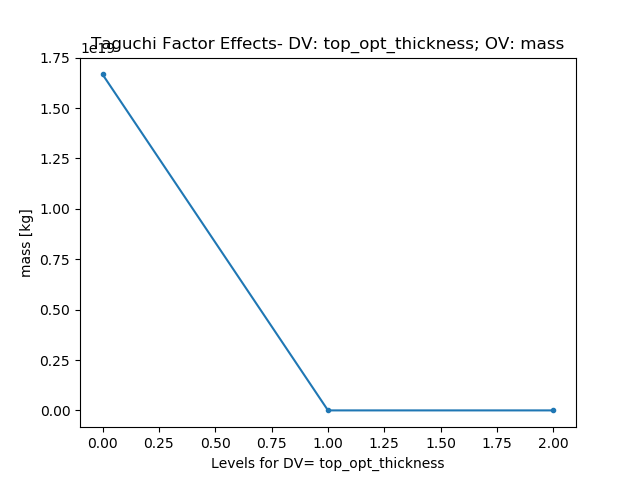 Taguchi Factor Effects- DV: top_opt_thickness; OV: mass
1e19
1.75
1.50
1.25
1.00
0.75
0.50
0.25
0.00
mass [kg]
0.00 0.25 0.50 0.75 1.00 1.25 1.50 1.75 2.00
Levels for DV= top_opt_thickness